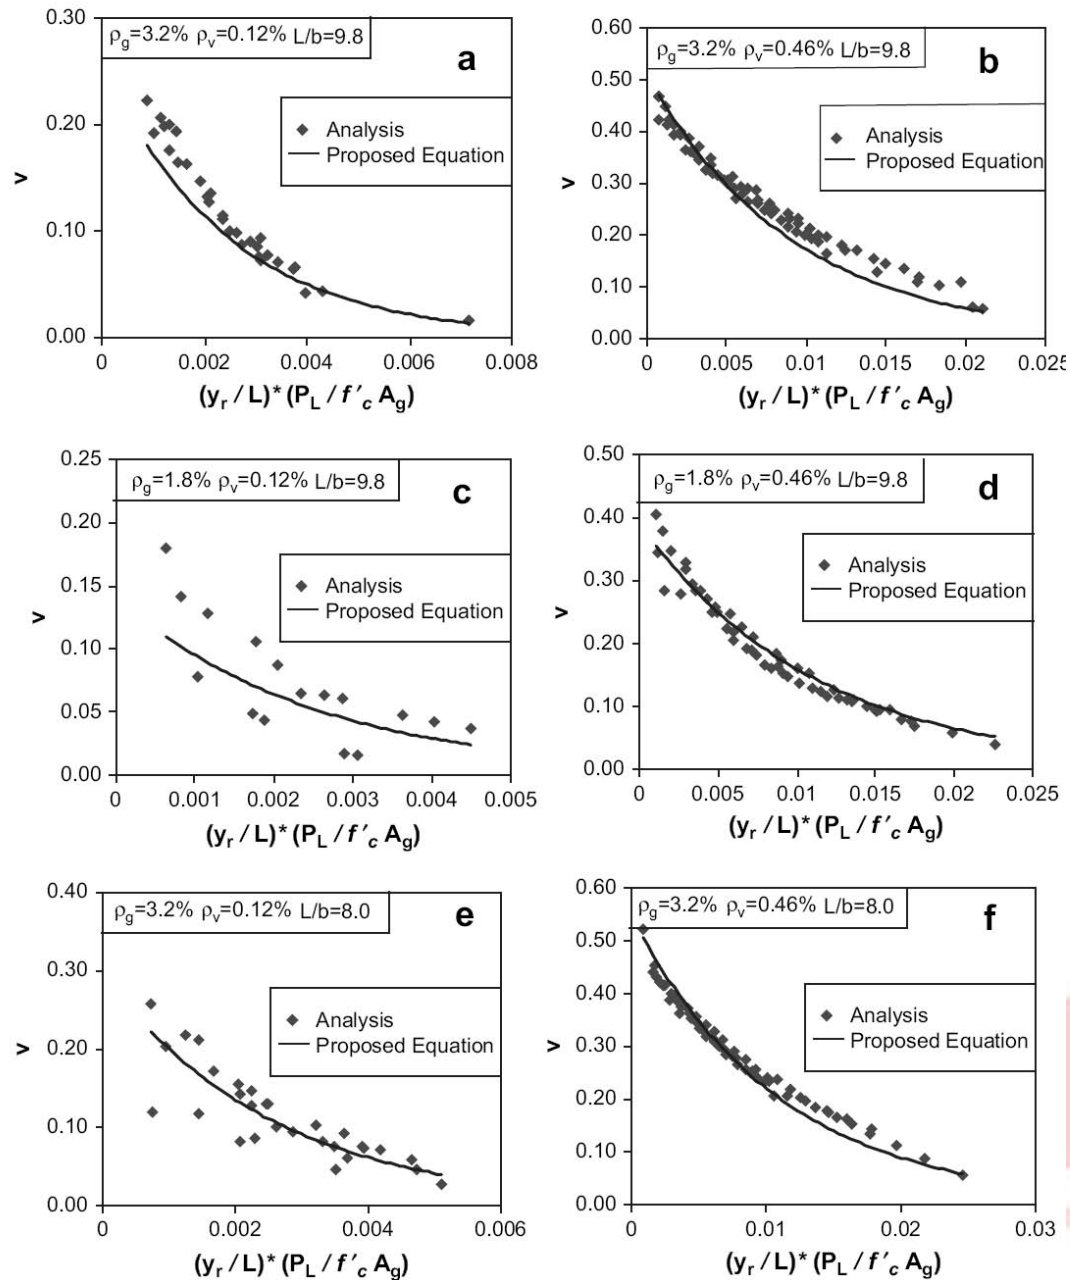 ρg=3.2% ρv=0.12% L/b=9.8
a
0.30
0.20
0.10
0.00
v
Analysis
Proposed Equation
0
0.002
0.004
0.006
0.008
(yr / L)* (PL / f′c Ag)
ρg=3.2% ρv=0.46% L/b=9.8
b
0.60
0.50
0.40
0.30
0.20
0.10
0.00
v
Analysis
Proposed Equation
0
0.005
0.01
0.015
0.02
0.025
(yr / L)* (PL / f′c Ag)
ρg=1.8% ρv=0.12% L/b=9.8
c
0.25
0.20
0.15
0.10
0.05
0.00
v
Analysis
Proposed Equation
0
0.001
0.002
0.003
0.004
0.005
(yr / L)* (PL / f′c Ag)
ρg=1.8% ρv=0.46% L/b=9.8
d
0.50
0.40
0.30
0.20
0.10
0.00
v
Analysis
Proposed Equation
0
0.005
0.01
0.015
0.02
0.025
(yr / L)* (PL / f′c Ag)
ρg=3.2% ρv=0.12% L/b=8.0
e
0.40
0.30
0.20
0.10
0.00
v
Analysis
Proposed Equation
0
0.002
0.004
0.006
(yr / L)* (PL / f′c Ag)
ρg=3.2% ρv=0.46% L/b=8.0
f
0.60
0.50
0.40
0.30
0.20
0.10
0.00
v
Analysis
Proposed Equation
0
0.01
0.02
0.03
(yr / L)* (PL / f′c Ag)